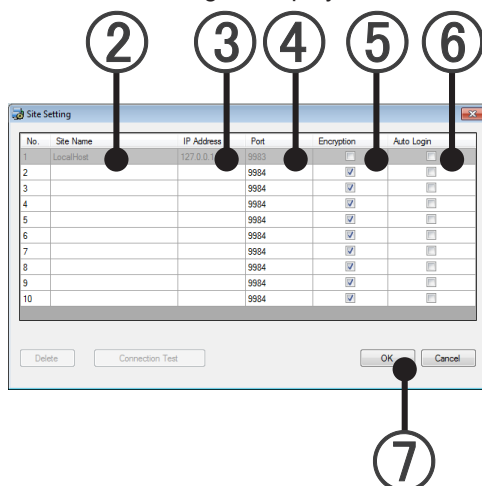 ② ③ ④ ⑤ ⑥
Site Setting
No. Site Name IP Address Port Encryption Auto Login
1 LocalHost 127.0.0. 9983
2 9984
3 9984
4 9984
5 9984
6 9984
7 9984
8 9984
9 9984
10 9984
Delete Connection Test OK Cancel
⑦